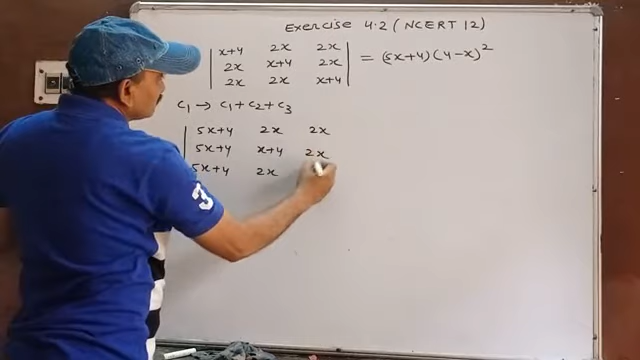 Exercise 4.2 (NCERT 12)
| x+4 2x 2x |
| 2x x+4 2x | = (5x+4)(4-x)²
| 2x 2x x+4 |
C₁ → C₁+C₂+C₃
| 5x+4 2x 2x
| 5x+4 x+4 2x
5x+4 2x
3